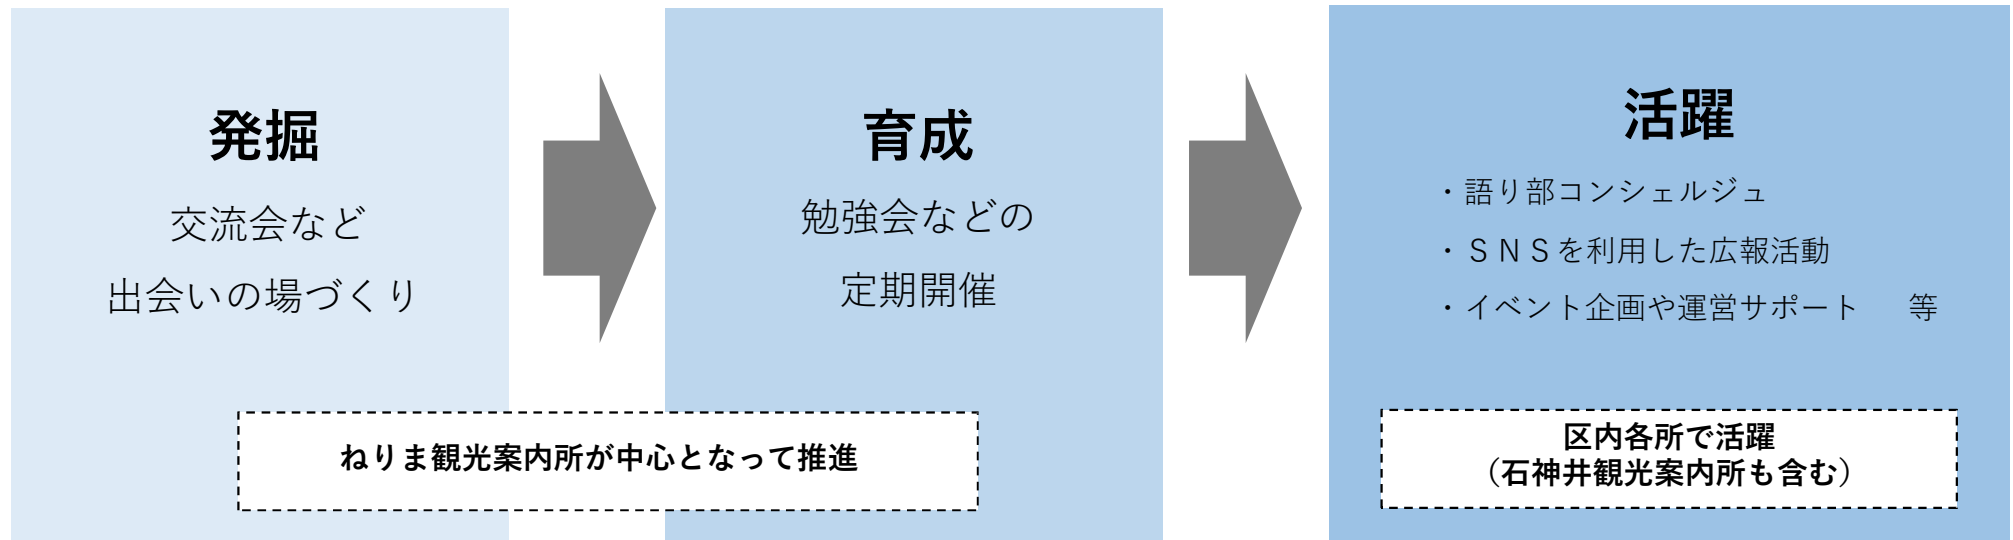 発掘
交流会など
出会いの場づくり
育成
勉強会などの
定期開催
ねりま観光案内所が中心となって推進
活躍
・語り部コンシェルジュ
・ＳＮＳを利用した広報活動
・イベント企画や運営サポート　等
区内各所で活躍
（石神井観光案内所も含む）